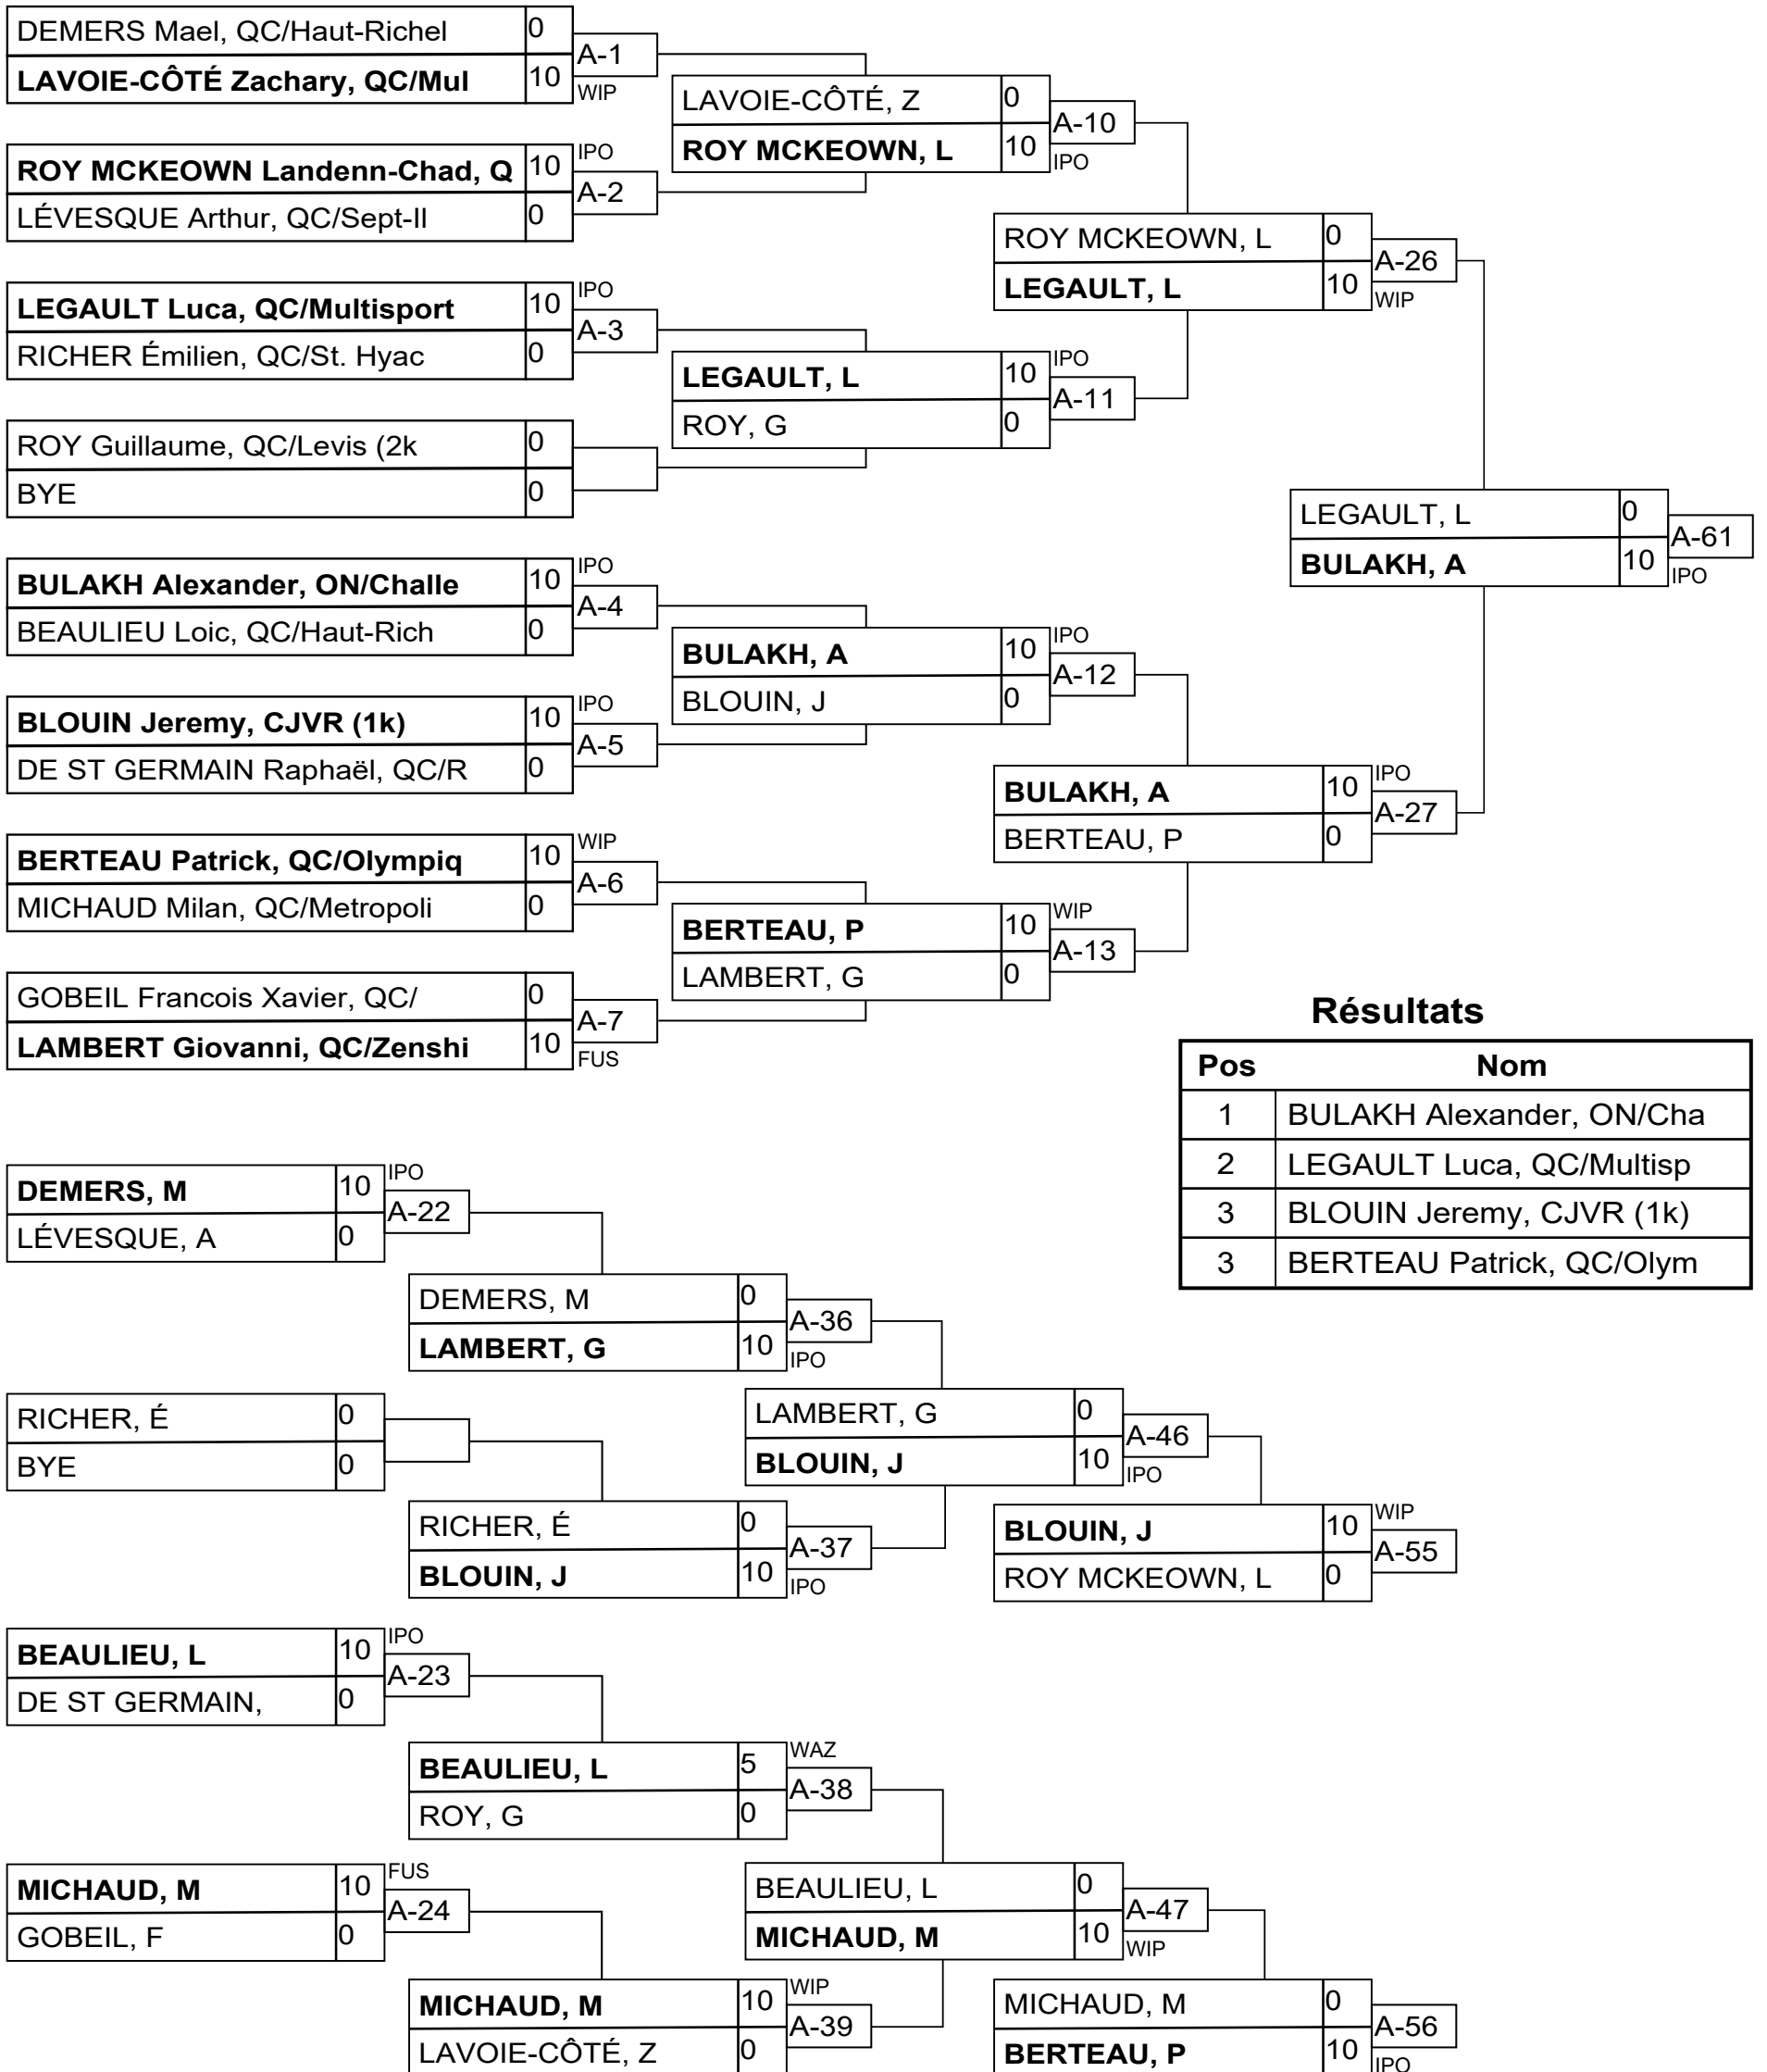 DEMERS Mael, QC/Haut-Richel 0
A-1
LAVOIE-CÔTÉ Zachary, QC/Mul 10
WIP
ROY MCKEOWN Landenn-Chad, Q 10
IPO
A-2
LÉVESQUE Arthur, QC/Sept-Il 0
LEGAULT Luca, QC/Multisport 10
IPO
A-3
RICHER Émilien, QC/St. Hyac 0
ROY Guillaume, QC/Levis (2k 0
BYE 0
BULAKH Alexander, ON/Challe 10
IPO
A-4
BEAULIEU Loic, QC/Haut-Rich 0
BLOUIN Jeremy, CJVR (1k) 10
IPO
A-5
DE ST GERMAIN Raphaël, QC/R 0
BERTEAU Patrick, QC/Olympiq 10
WIP
A-6
MICHAUD Milan, QC/Metropoli 0
GOBEIL Francois Xavier, QC/ 0
A-7
LAMBERT Giovanni, QC/Zenshi 10
FUS
LAVOIE-CÔTÉ, Z 0
A-10
ROY MCKEOWN, L 10
IPO
LEGAULT, L 10
IPO
A-11
ROY, G 0
BULAKH, A 10
IPO
A-12
BLOUIN, J 0
BERTEAU, P 10
WIP
A-13
LAMBERT, G 0
ROY MCKEOWN, L 0
A-26
LEGAULT, L 10
WIP
BULAKH, A 10
IPO
A-27
BERTEAU, P 0
LEGAULT, L 0
A-61
BULAKH, A 10
IPO
Résultats
Pos Nom
1 BULAKH Alexander, ON/Cha
2 LEGAULT Luca, QC/Multisp
3 BLOUIN Jeremy, CJVR (1k)
3 BERTEAU Patrick, QC/Olym
DEMERS, M 10
IPO
A-22
LÉVESQUE, A 0
DEMERS, M 0
A-36
LAMBERT, G 10
IPO
RICHER, É 0
BYE 0
LAMBERT, G 0
A-46
BLOUIN, J 10
IPO
RICHER, É 0
A-37
BLOUIN, J 10
IPO
BLOUIN, J 10
WIP
A-55
ROY MCKEOWN, L 0
BEAULIEU, L 10
IPO
A-23
DE ST GERMAIN, 0
BEAULIEU, L 5
WAZ
A-38
ROY, G 0
MICHAUD, M 10
FUS
A-24
GOBEIL, F 0
BEAULIEU, L 0
A-47
MICHAUD, M 10
WIP
MICHAUD, M 10
WIP
A-39
LAVOIE-CÔTÉ, Z 0
MICHAUD, M 0
A-56
BERTEAU, P 10
IPO